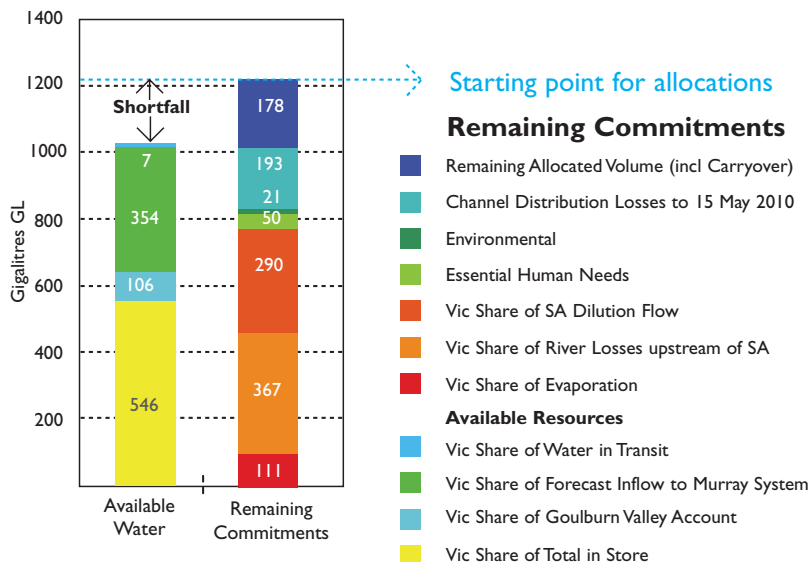 1400
1200
1000
800
600
400
200
Gigalitres GL
Shortfall
7
354
106
546
178
193
21
50
290
367
111
Available
Water
Remaining
Commitments
Starting point for allocations
Remaining Commitments
Remaining Allocated Volume (incl Carryover)
Channel Distribution Losses to 15 May 2010
Environmental
Essential Human Needs
Vic Share of SA Dilution Flow
Vic Share of River Losses upstream of SA
Vic Share of Evaporation
Available Resources
Vic Share of Water in Transit
Vic Share of Forecast Inflow to Murray System
Vic Share of Goulburn Valley Account
Vic Share of Total in Store